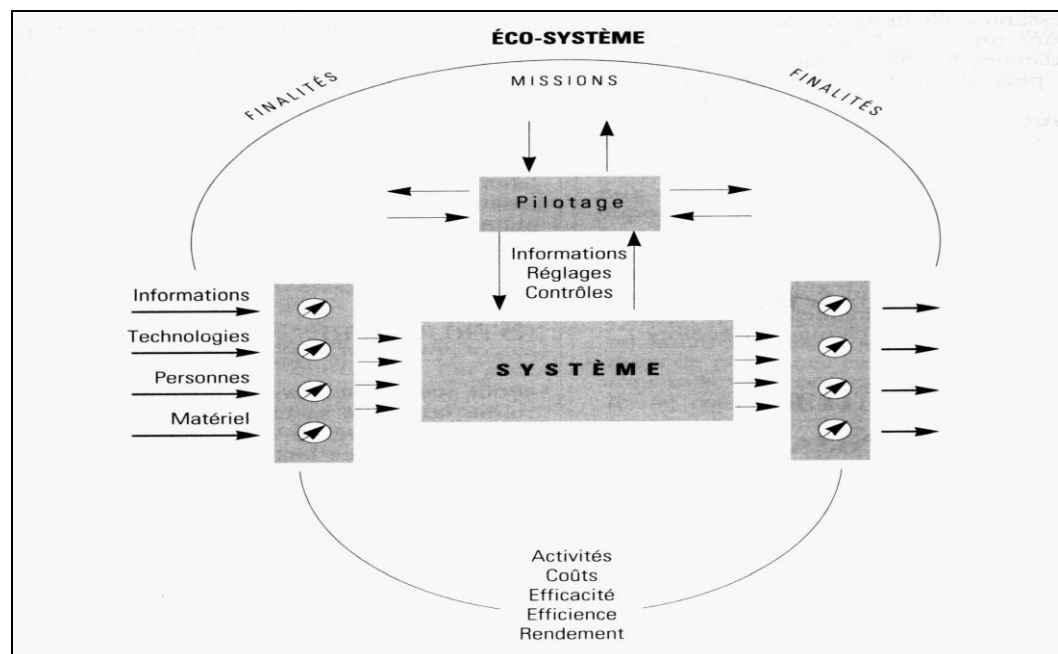 ÉCO-SYSTÈME
MISSIONS
FINALITÉS
FINALITÉS
Pilotage
Informations
Réglages
Contrôles
Informations
Technologies
Personnes
Matériel
SYSTÈME
Activités
Coûts
Efficacité
Efficience
Rendement